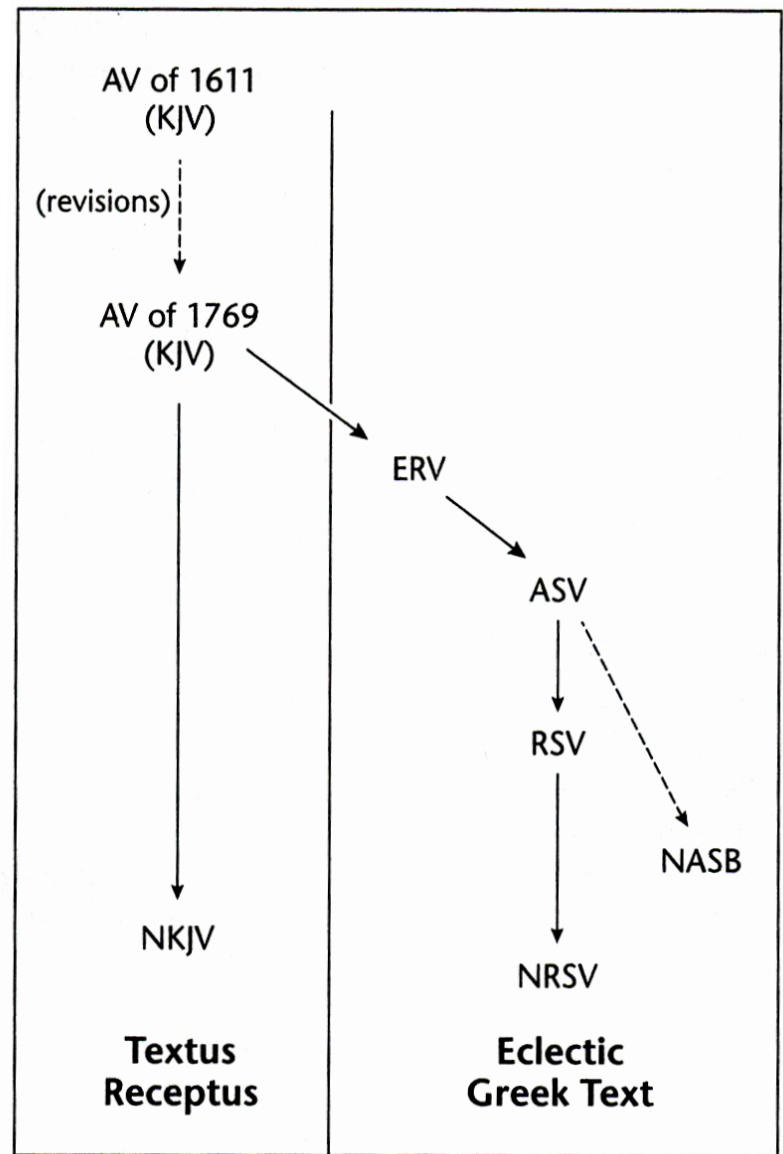 AV of 1611
(KJV)
(revisions)
AV of 1769
(KJV)
ERV
ASV
RSV
NASB
NKJV
NRSV
Textus
Receptus
Eclectic
Greek Text